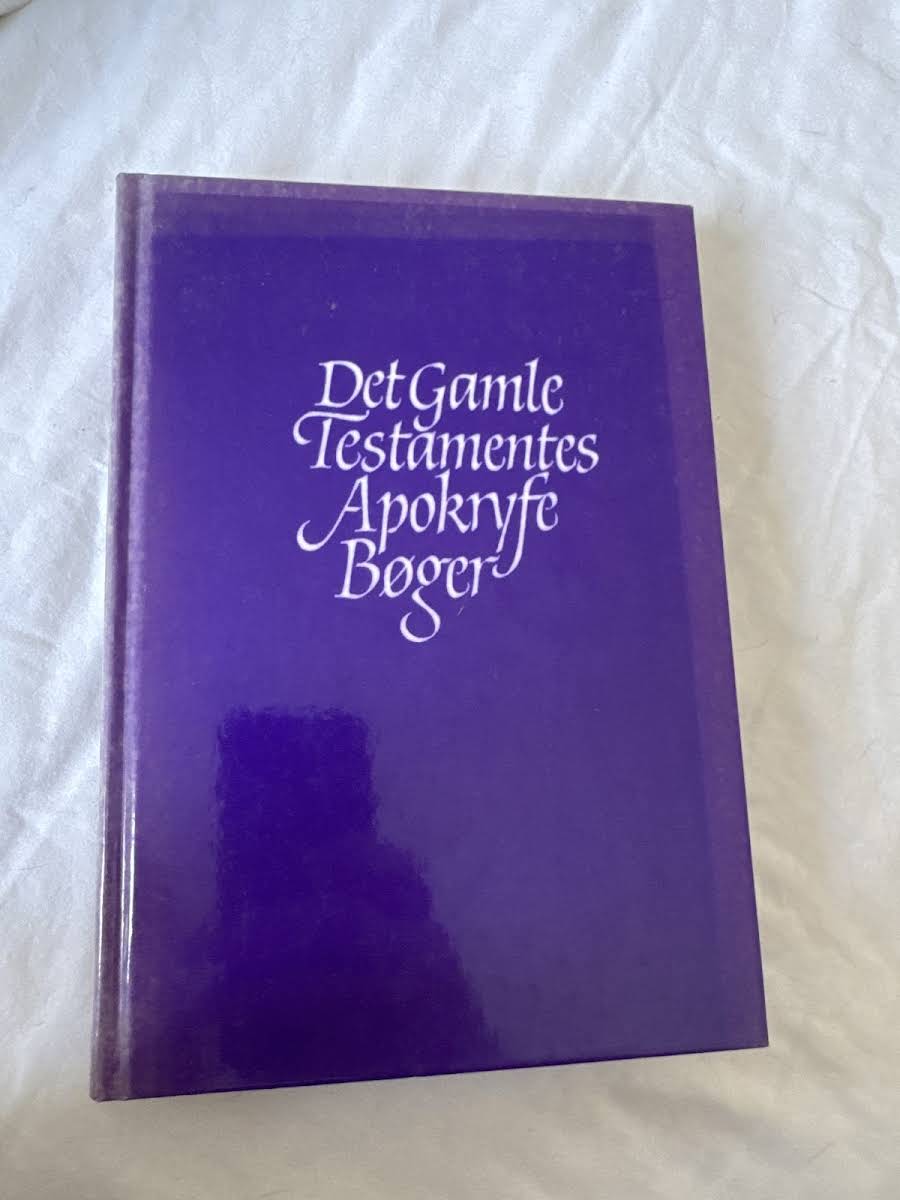 Det Gamle
Testamentes
Apokryfe
Bøger